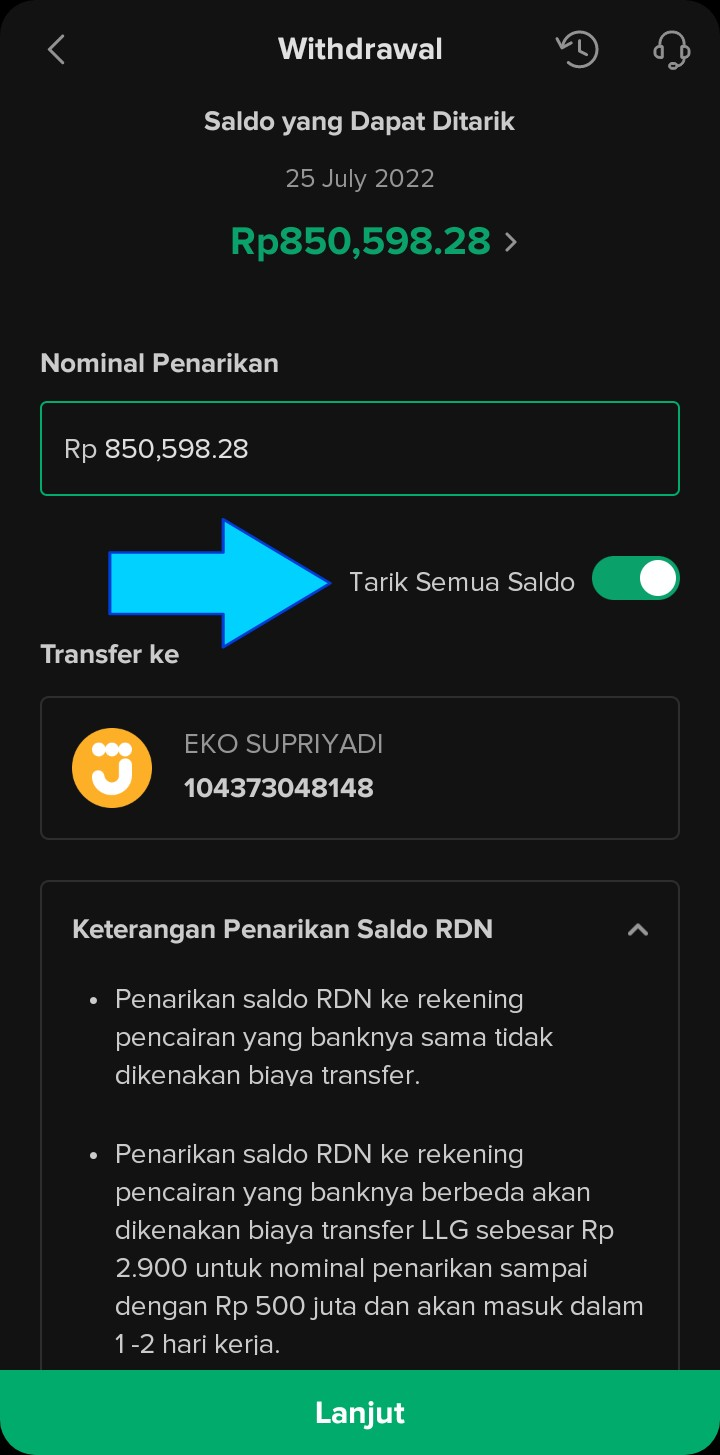 Withdrawal
Saldo yang Dapat Ditarik
25 July 2022
Rp850,598.28
Nominal Penarikan
Rp 850,598.28
Tarik Semua Saldo
Transfer ke
EKO SUPRIYADI
104373048148
Keterangan Penarikan Saldo RDN
• Penarikan saldo RDN ke rekening
pencairan yang banknya sama tidak
dikenakan biaya transfer.
• Penarikan saldo RDN ke rekening
pencairan yang banknya berbeda akan
dikenakan biaya transfer LLG sebesar Rp
2.900 untuk nominal penarikan sampai
dengan Rp 500 juta dan akan masuk dalam
1 -2 hari kerja.
Lanjut